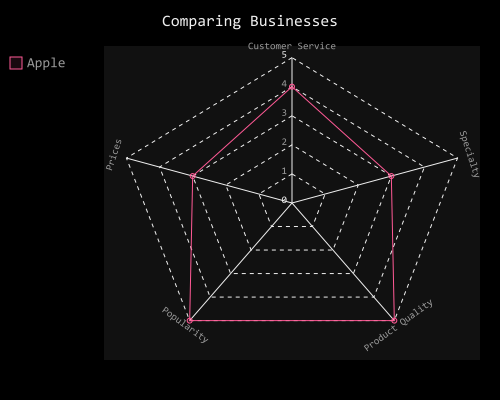 Comparing Businesses
Apple
Customer Service
5
4
3
2
1
0
Prices
Specialty
Popularity
Product Quality